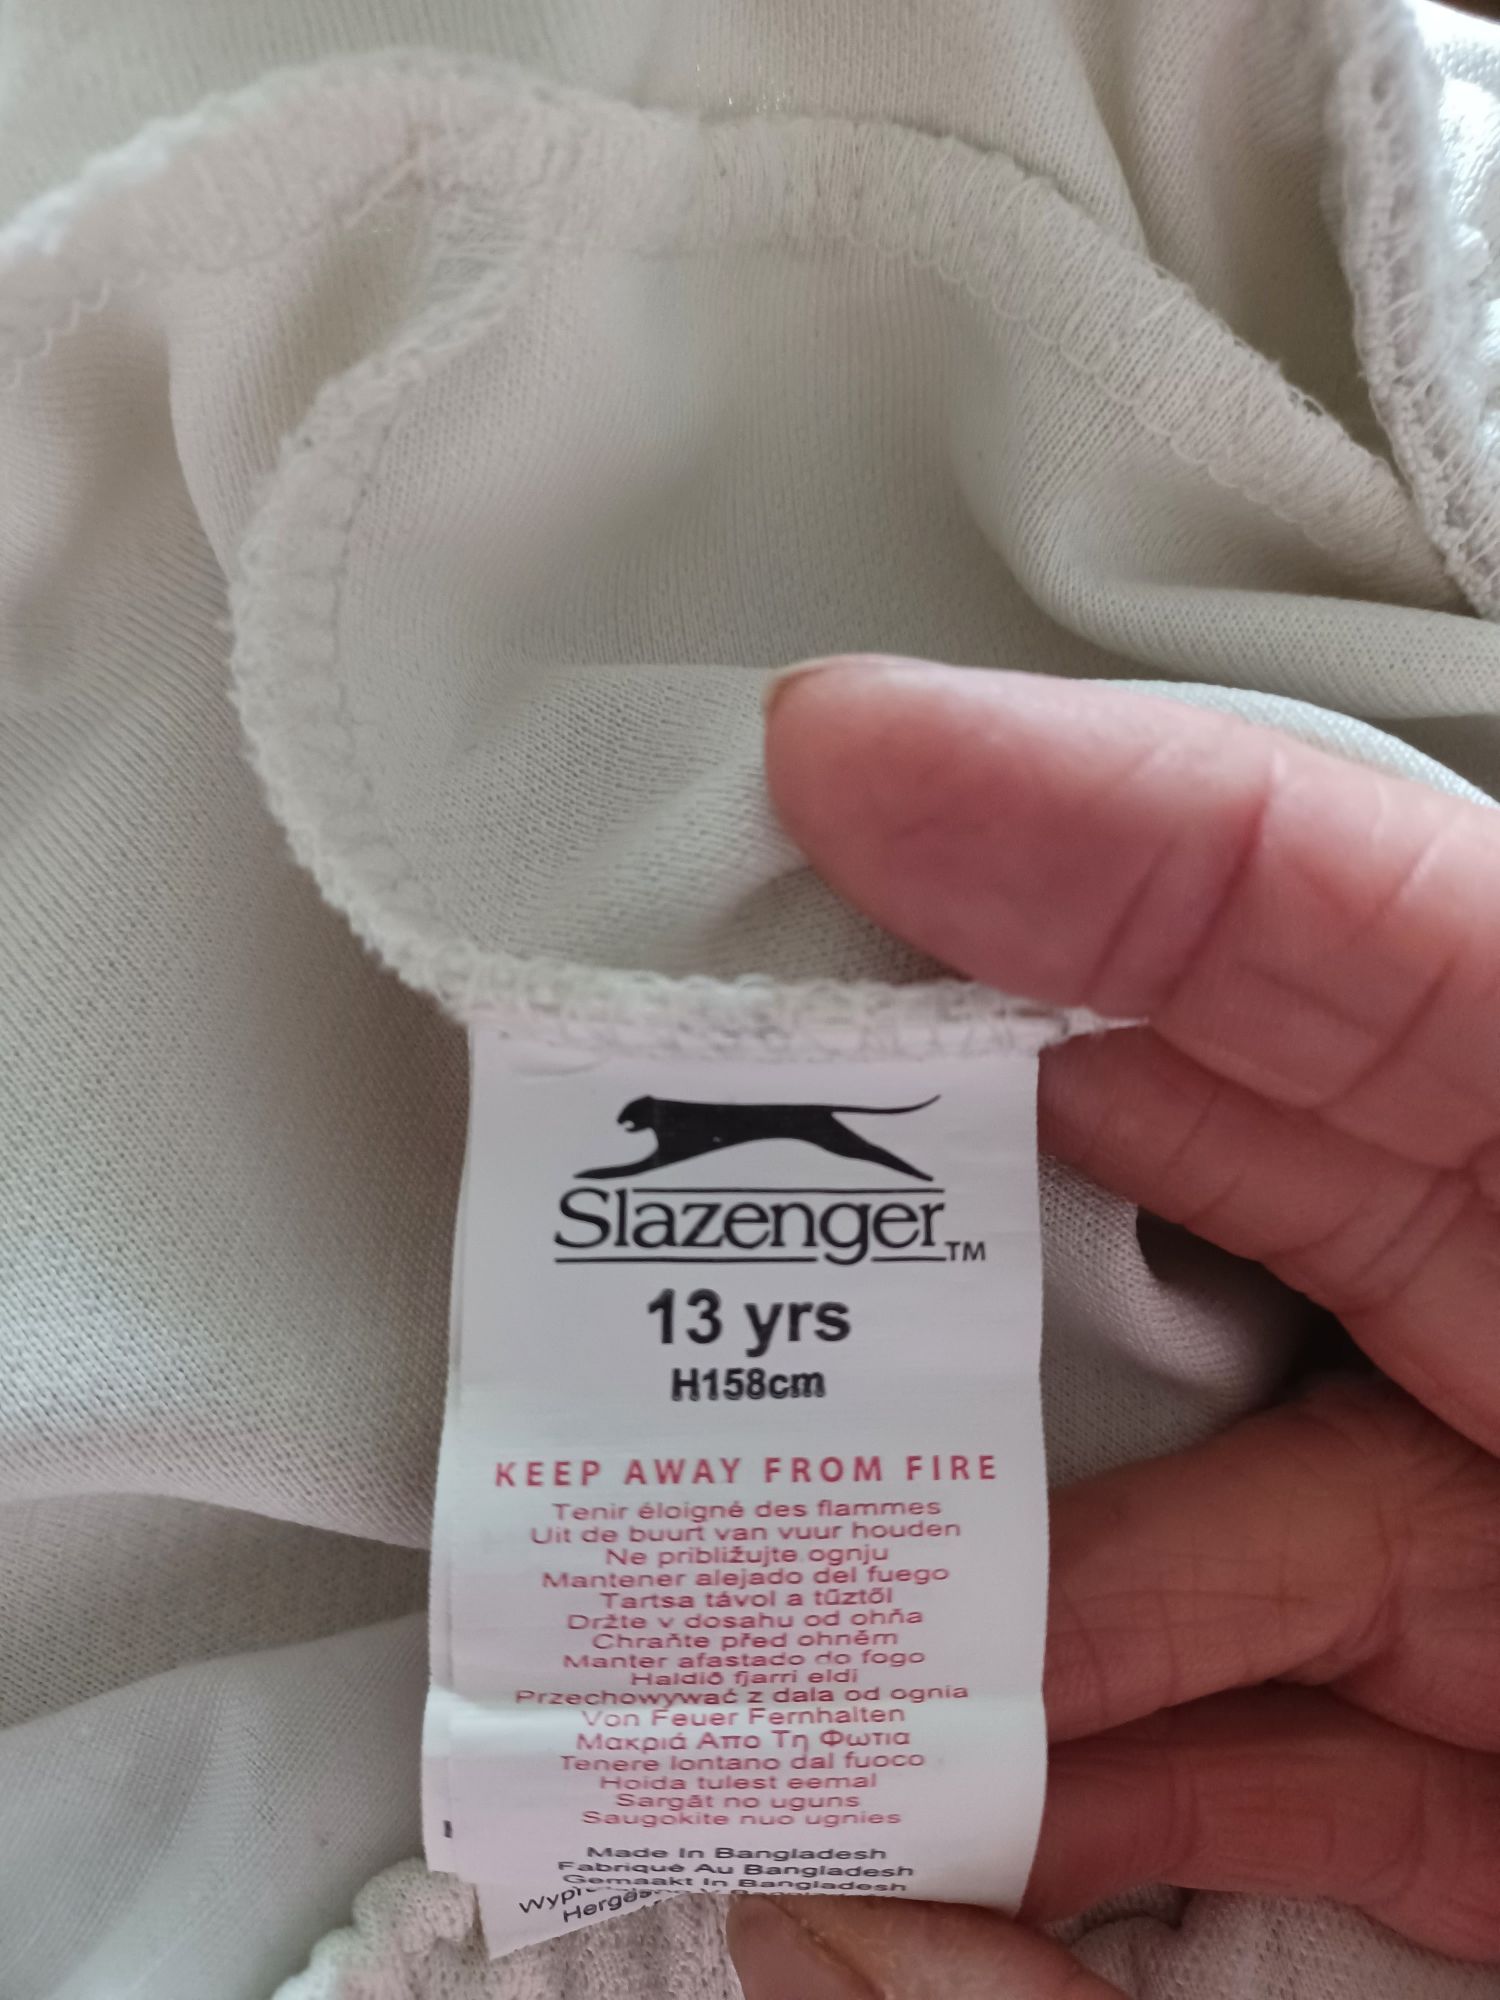 Slazenger TM
13 yrs
H158cm
KEEP AWAY FROM FIRE
Tenir éloigné des flammes
Uit de buurt van vuur houden
Ne približujte ognju
Mantener alejado del fuego
Tartsa távol a tűztől
Držte v dosahu od ohňa
Chraňte před ohněm
Manter afastado do fogo
Haldið fjarri eldi
Przechowywać z dala od ognia
Von Feuer Fernhalten
Μακριά Απο Τη Φωτια
Tenere lontano dal fuoco
Hoida tulest eemal
Sargāt no uguns
Saugokite nuo ugnies
Made In Bangladesh
Fabriqué Au Bangladesh
Gemaakt In Bangladesh